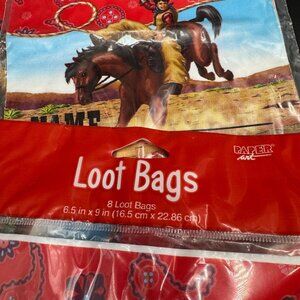 NAME
PAPER
art
Loot Bags
8 Loot Bags
6.5 in x 9 in (16.5 cm x 22.86 cm)